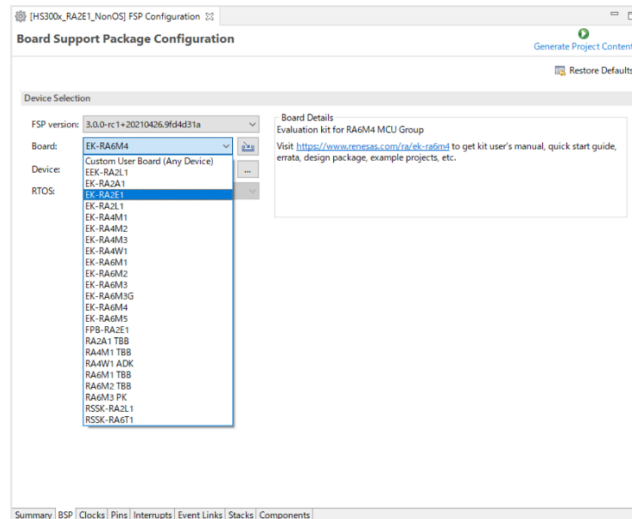 [HS300x_RA2E1_NonOS] FSP Configuration
Board Support Package Configuration
Generate Project Content
Restore Defaults
Device Selection
FSP version: 3.0.0-rc1+20210426.9fd4d31a
Board: EK-RA6M4
Device: ...
RTOS:
Custom User Board (Any Device)
EEK-RA2L1
EK-RA2A1
EK-RA2E1
EK-RA2L1
EK-RA4M1
EK-RA4M2
EK-RA4M3
EK-RA4W1
EK-RA6M1
EK-RA6M2
EK-RA6M3
EK-RA6M3G
EK-RA6M4
EK-RA6M5
FPB-RA2E1
RA2A1 TBB
RA4M1 TBB
RA4W1 ADK
RA6M1 TBB
RA6M2 TBB
RA6M3 PK
RSSK-RA2L1
RSSK-RA6T1
Board Details
Evaluation kit for RA6M4 MCU Group
Visit https://www.renesas.com/ra/ek-ra6m4 to get kit user's manual, quick start guide,
errata, design package, example projects, etc.
Summary BSP Clocks Pins Interrupts Event Links Stacks Components